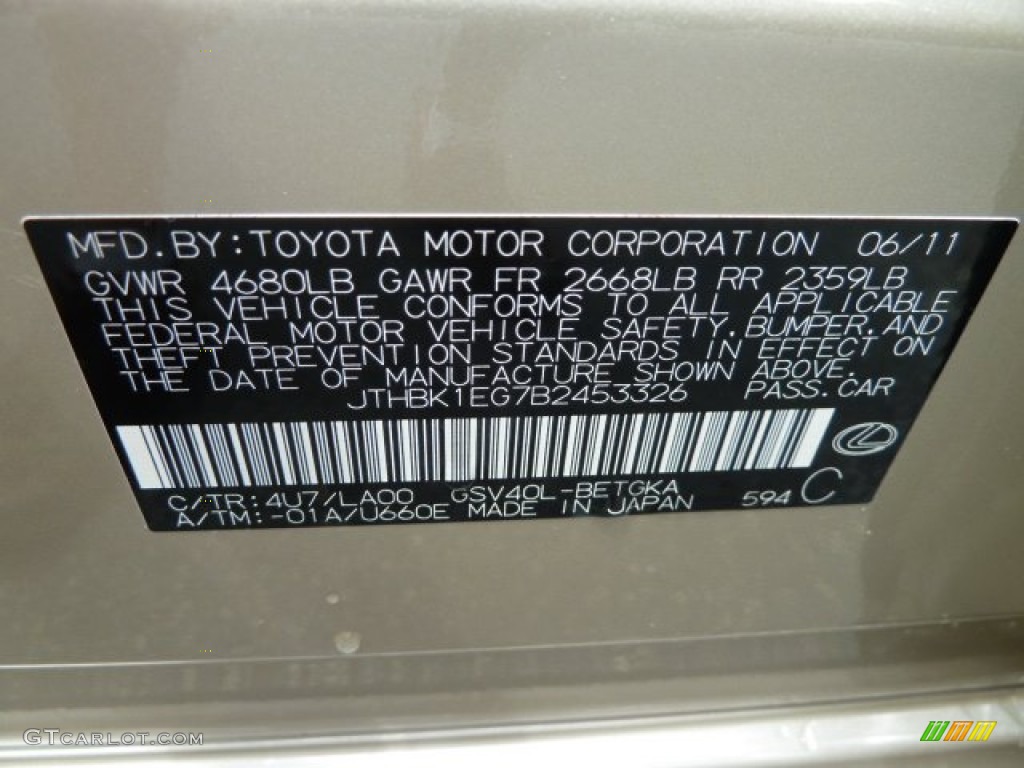 MFD. BY: TOYOTA MOTOR CORPORATION 06/11
GVWR 4680LB GAWR FR 2668LB RR 2359LB
THIS VEHICLE CONFORMS TO ALL APPLICABLE
FEDERAL MOTOR VEHICLE SAFETY, BUMPER, AND
THEFT PREVENTION STANDARDS IN EFFECT ON
THE DATE OF MANUFACTURE SHOWN ABOVE.
JTHBK1EG7B2453326 PASS. CAR
C/TR: 4U7/LA00 GSV40L-BETGKA 594 C
A/TM: -01A/U660E MADE IN JAPAN
GTCARLOT.COM